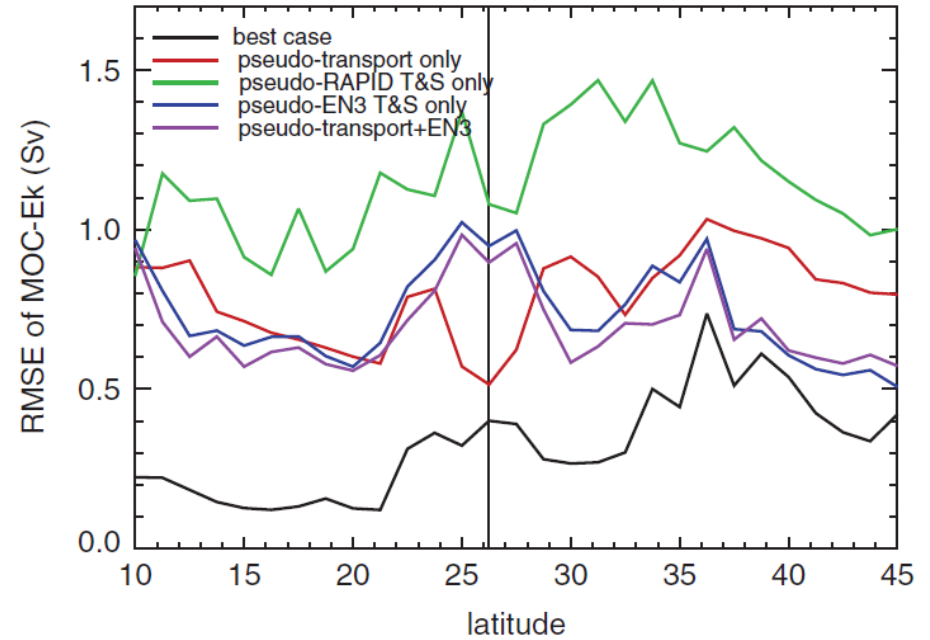 RMSE of MOC-Ek (Sv)
1.5
1.0
0.5
0.0
best case
pseudo-transport only
pseudo-RAPID T&S only
pseudo-EN3 T&S only
pseudo-transport+EN3
10 15 20 25 30 35 40 45
latitude